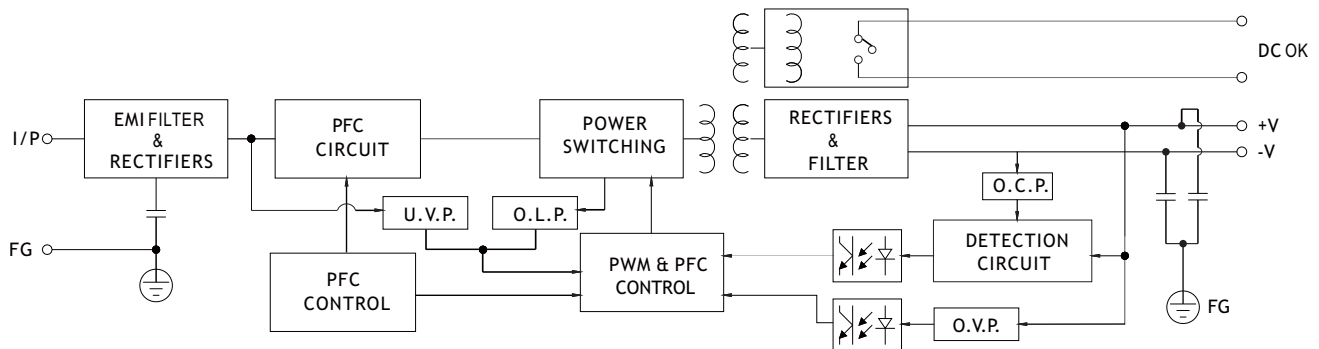 DC OK
I/P
EMI FILTER
&
RECTIFIERS
PFC
CIRCUIT
POWER
SWITCHING
RECTIFIERS
&
FILTER
+V
-V
O.C.P.
U.V.P.
O.L.P.
FG
DETECTION
CIRCUIT
PFC
CONTROL
PWM & PFC
CONTROL
O.V.P.
FG